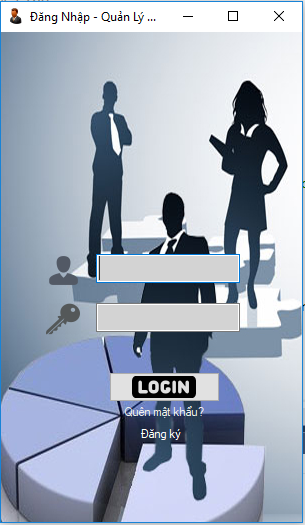 Đăng Nhập - Quản Lý ...
LOGIN
Quên mật khẩu?
Đăng ký